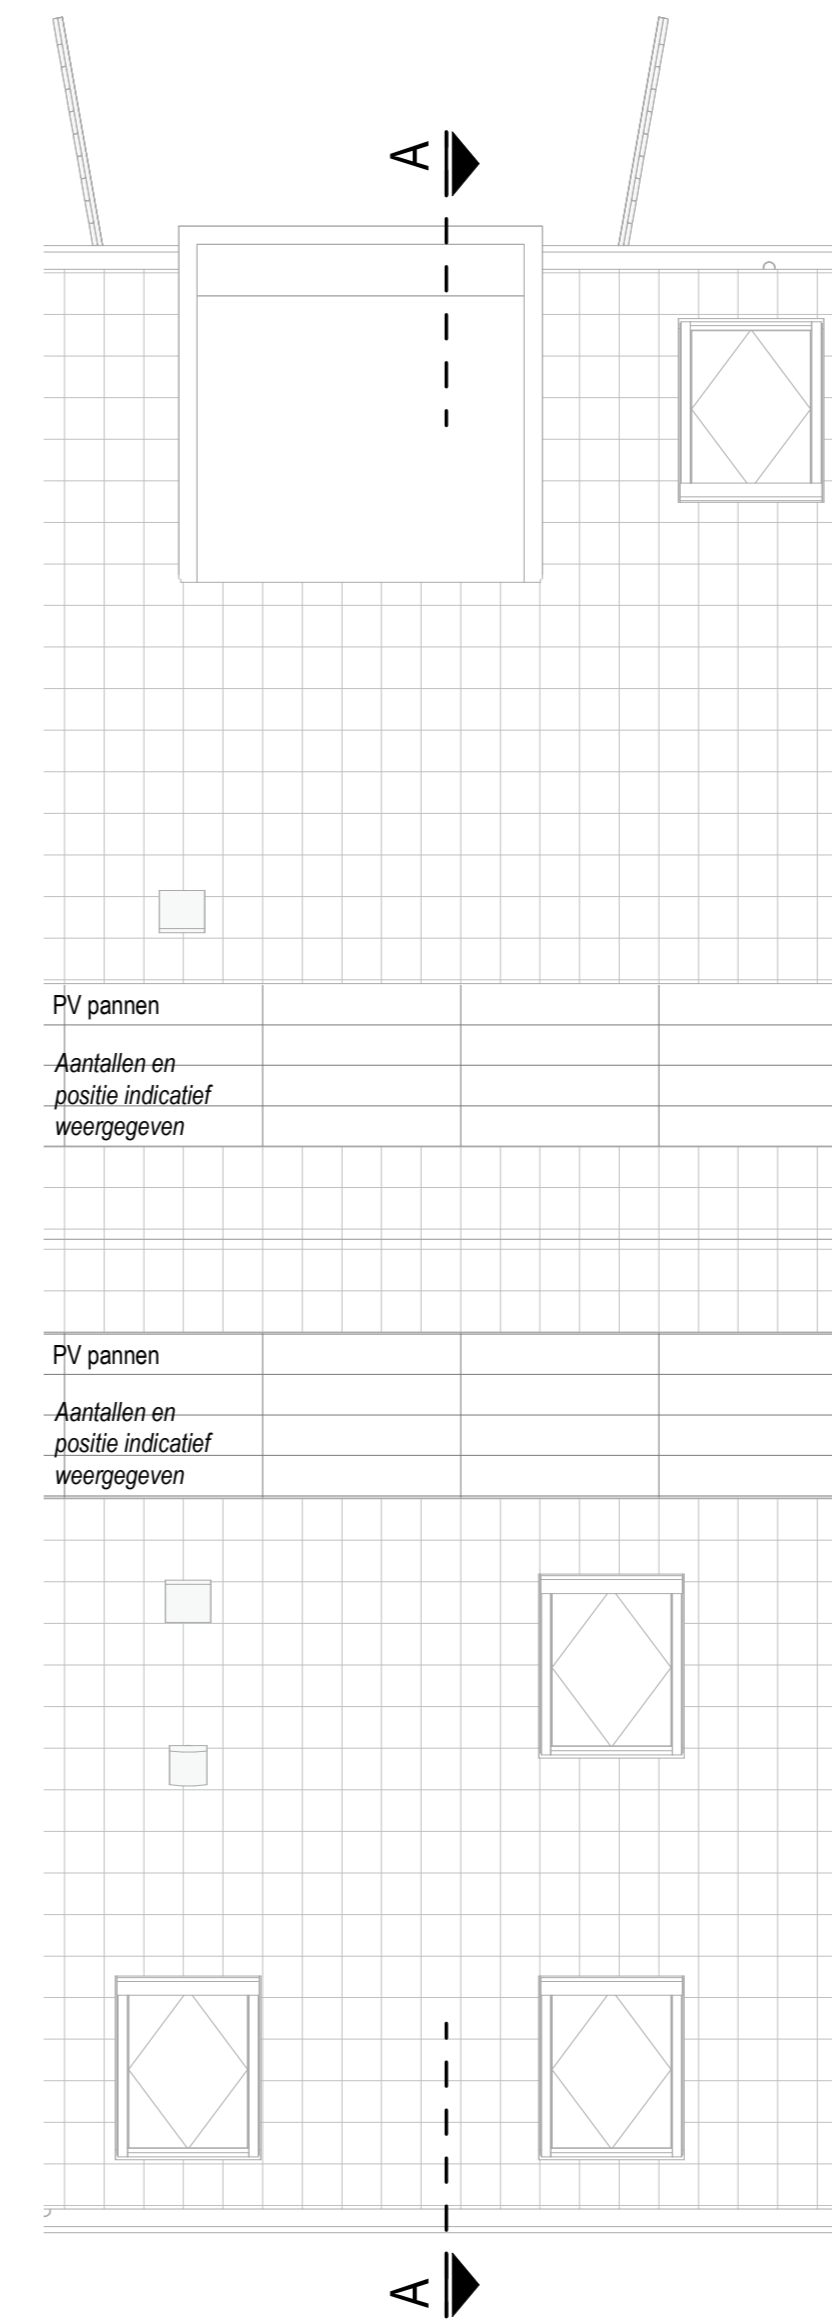 A
PV pannen
Aantallen en
positie indicatief
weergegeven
PV pannen
Aantallen en
positie indicatief
weergegeven
A